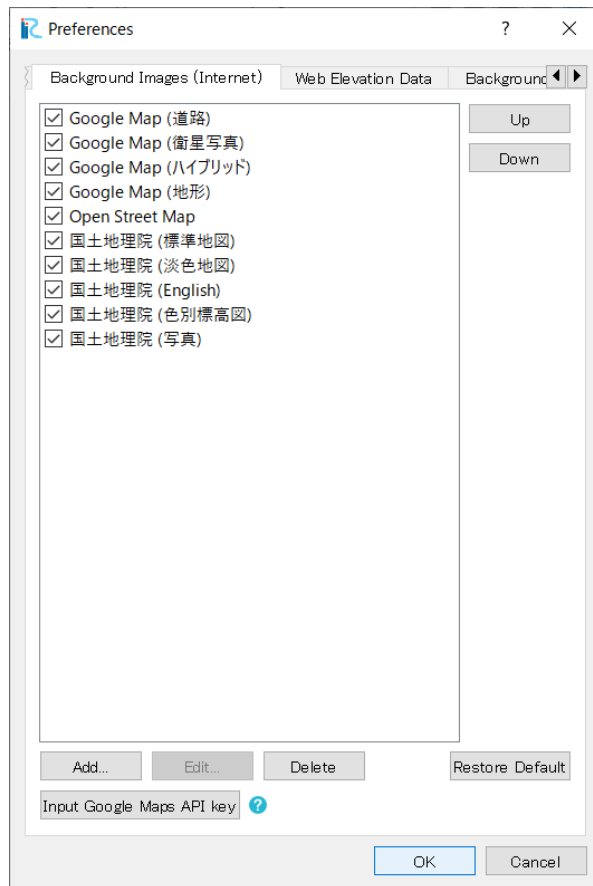 Preferences
Background Images (Internet) Web Elevation Data Background
Google Map (道路)
Up
Google Map (衛星写真)
Google Map (ハイブリッド)
Down
Google Map (地形)
Open Street Map
国土地理院 (標準地図)
国土地理院 (淡色地図)
国土地理院 (English)
国土地理院 (色別標高図)
国土地理院 (写真)
Add... Edit... Delete Restore Default
Input Google Maps API key ?
OK Cancel